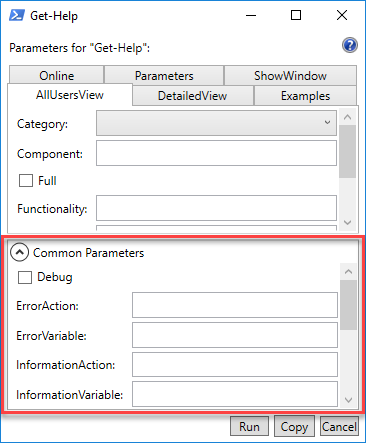 Get-Help
Parameters for "Get-Help":
?
Online Parameters ShowWindow
AllUsersView DetailedView Examples
Category:
Component:
Full
Functionality:
Common Parameters
Debug
ErrorAction:
ErrorVariable:
InformationAction:
InformationVariable:
Run Copy Cancel